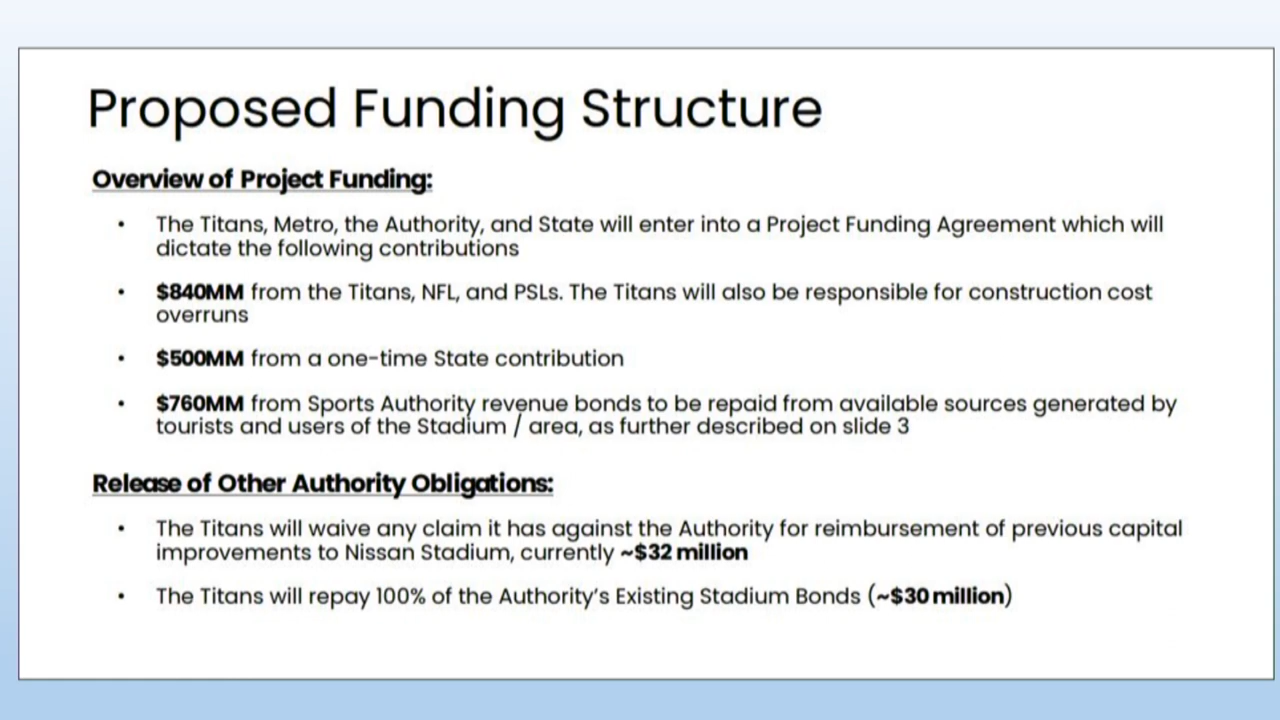 Proposed Funding Structure
Overview of Project Funding:
• The Titans, Metro, the Authority, and State will enter into a Project Funding Agreement which will
dictate the following contributions
• $840MM from the Titans, NFL, and PSLs. The Titans will also be responsible for construction cost
overruns
• $500MM from a one-time State contribution
• $760MM from Sports Authority revenue bonds to be repaid from available sources generated by
tourists and users of the Stadium / area, as further described on slide 3
Release of Other Authority Obligations:
• The Titans will waive any claim it has against the Authority for reimbursement of previous capital
improvements to Nissan Stadium, currently ~$32 million
• The Titans will repay 100% of the Authority's Existing Stadium Bonds (~$30 million)